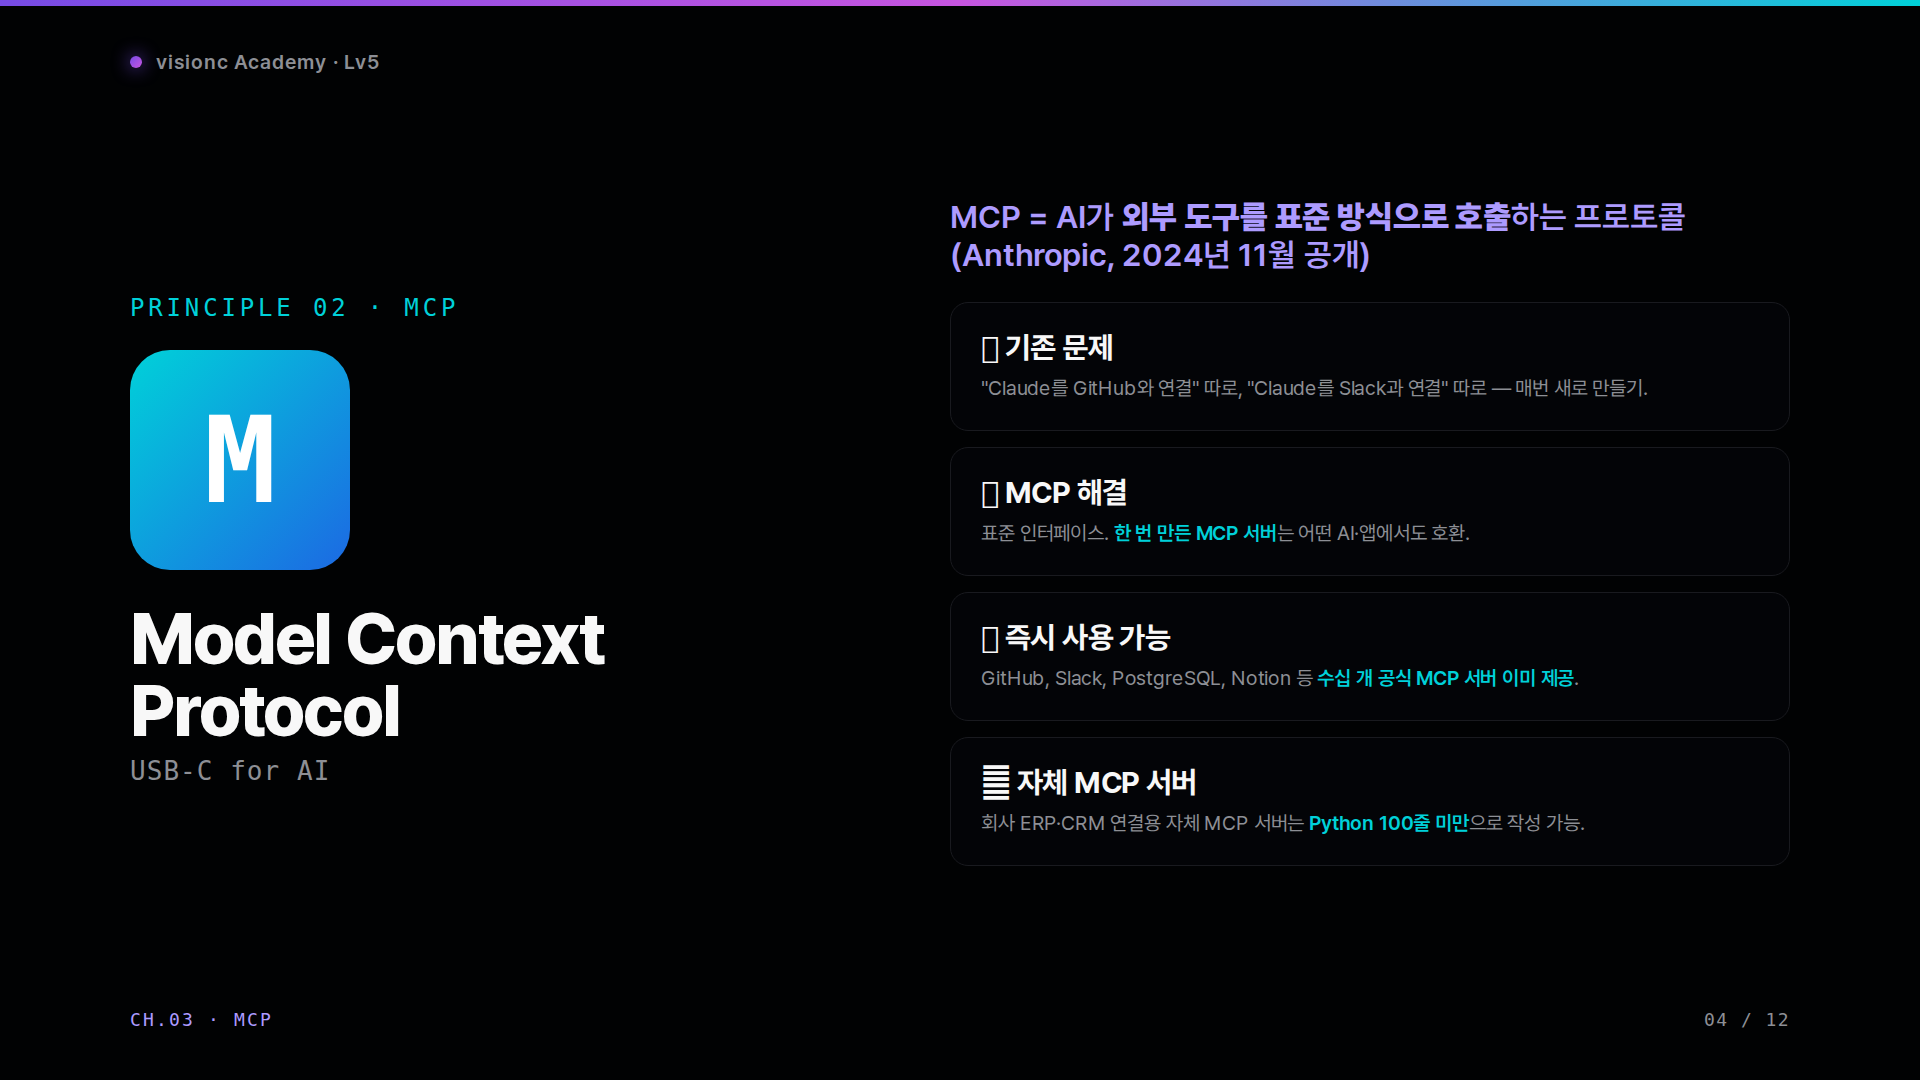 visionc Academy · Lv5
PRINCIPLE 02 · MCP
M
Model Context
Protocol
USB-C for AI
MCP = AI가 외부 도구를 표준 방식으로 호출하는 프로토콜
(Anthropic, 2024년 11월 공개)
기존 문제
"Claude를 GitHub와 연결" 따로, "Claude를 Slack과 연결" 따로 — 매번 새로 만들기.
MCP 해결
표준 인터페이스. 한 번 만든 MCP 서버는 어떤 AI·앱에서도 호환.
즉시 사용 가능
GitHub, Slack, PostgreSQL, Notion 등 수십 개 공식 MCP 서버 이미 제공.
자체 MCP 서버
회사 ERP·CRM 연결용 자체 MCP 서버는 Python 100줄 미만으로 작성 가능.
CH.03 · MCP
04 / 12